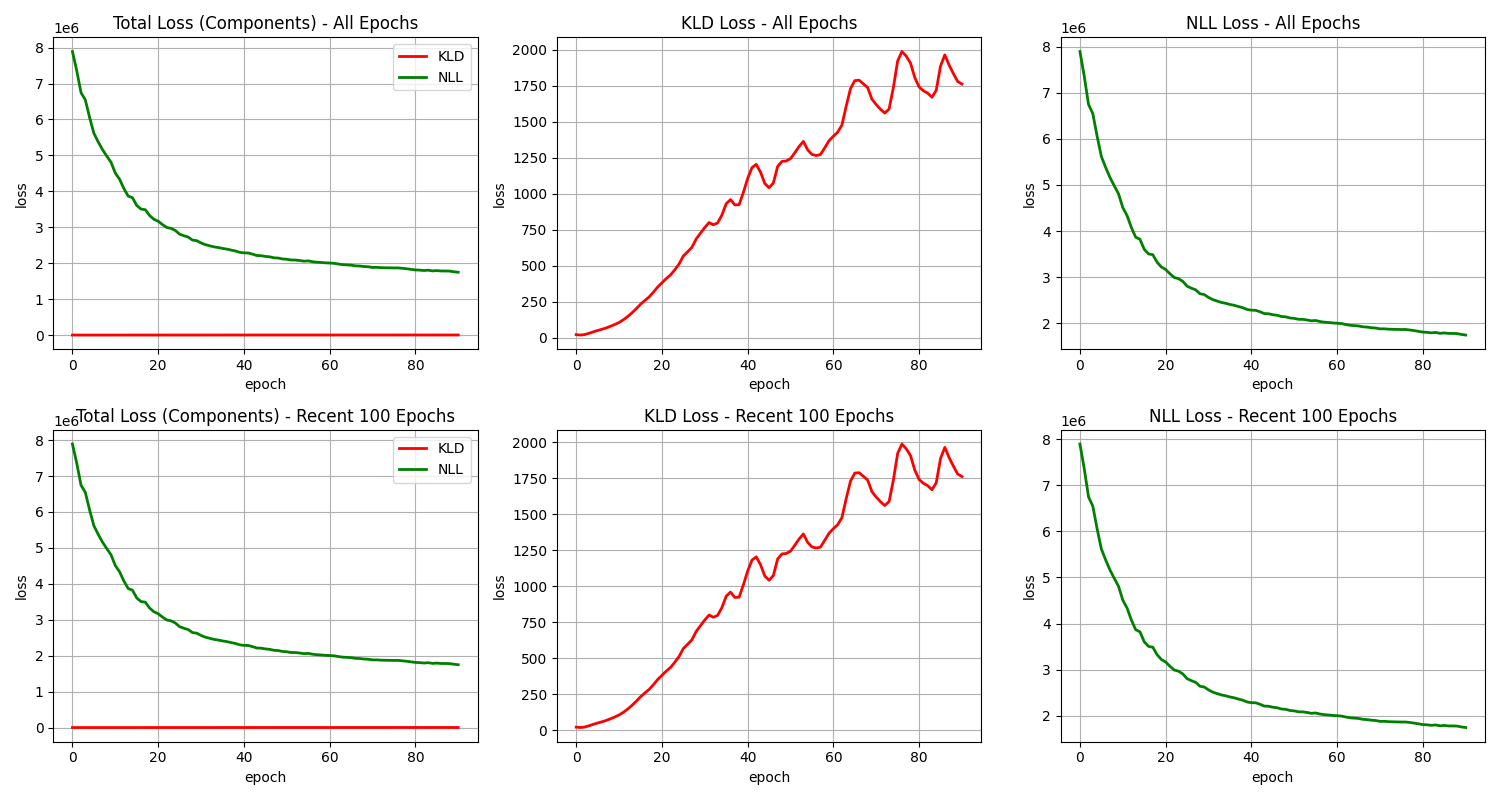 Total Loss (Components) - All Epochs
1e6
8
7
6
5
4
3
2
1
0
loss
0 20 40 60 80
epoch
KLD
NLL
KLD Loss - All Epochs
2000
1750
1500
1250
1000
750
500
250
0
loss
0 20 40 60 80
epoch
NLL Loss - All Epochs
1e6
8
7
6
5
4
3
2
loss
0 20 40 60 80
epoch
Total Loss (Components) - Recent 100 Epochs
1e6
8
7
6
5
4
3
2
1
0
loss
0 20 40 60 80
epoch
KLD
NLL
KLD Loss - Recent 100 Epochs
2000
1750
1500
1250
1000
750
500
250
0
loss
0 20 40 60 80
epoch
NLL Loss - Recent 100 Epochs
1e6
8
7
6
5
4
3
2
loss
0 20 40 60 80
epoch